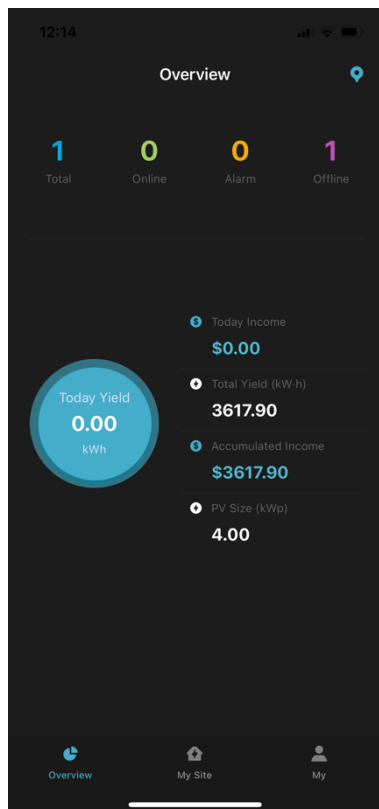 12:14
Overview
1 0 0 1
Total Online Alarm Offline
Today Income
$0.00
Total Yield (kW·h)
3617.90
Today Yield
0.00
kWh
Accumulated Income
$3617.90
PV Size (kWp)
4.00
Overview My Site My